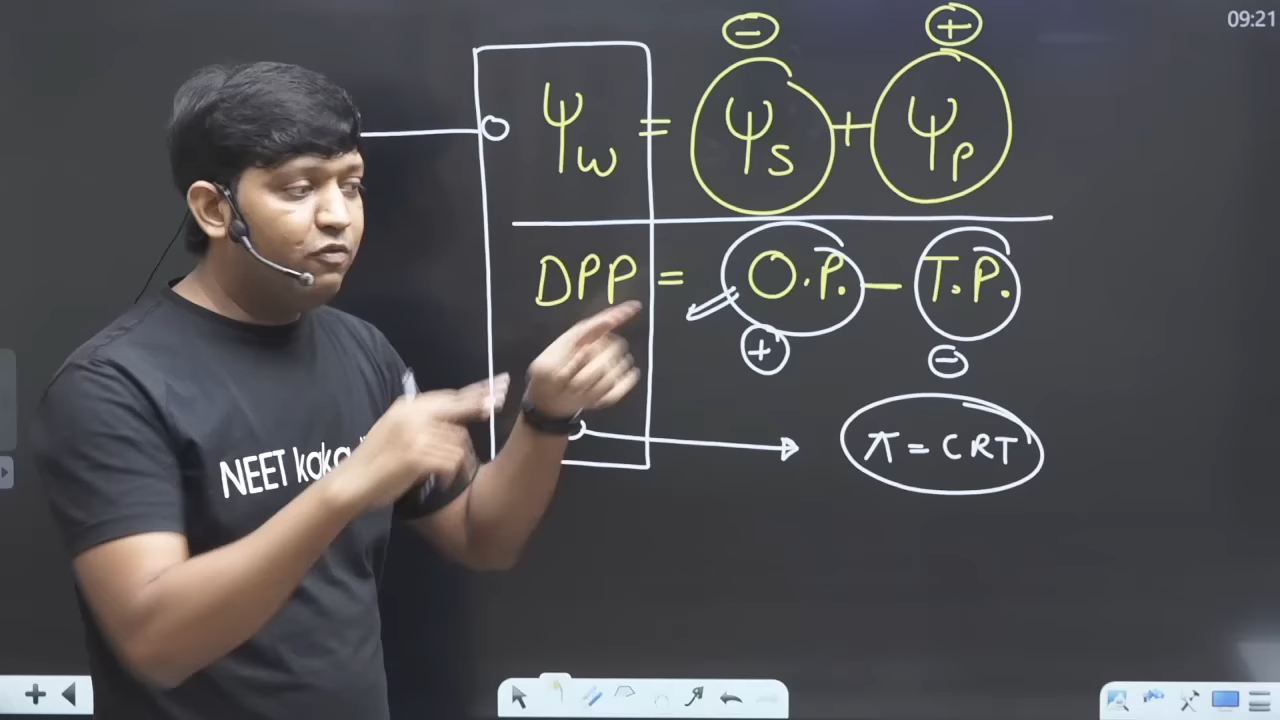 09:21
⊖ ⊕
Ψw = Ψs + Ψp
DPP = O.P. - T.P.
⊕ ⊖
π = CRT
NEET kaka